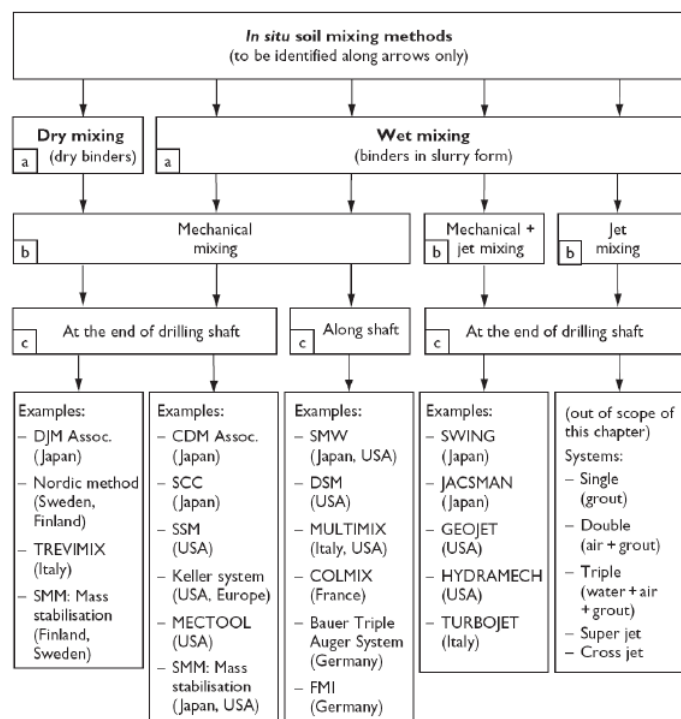 In situ soil mixing methods
(to be identified along arrows only)
Dry mixing
a (dry binders)
Wet mixing
a (binders in slurry form)
Mechanical
b mixing
Mechanical +
b jet mixing
Jet
b mixing
c At the end of drilling shaft
c Along shaft
c At the end of drilling shaft
Examples:
– DJM Assoc.
(Japan)
– Nordic method
(Sweden,
Finland)
– TREVIMIX
(Italy)
– SMM: Mass
stabilisation
(Finland,
Sweden)
Examples:
– CDM Assoc.
(Japan)
– SCC
(Japan)
– SSM
(USA)
– Keller system
(USA, Europe)
– MECTOOL
(USA)
– SMM: Mass
stabilisation
(Japan, USA)
Examples:
– SMW
(Japan, USA)
– DSM
(USA)
– MULTIMIX
(Italy, USA)
– COLMIX
(France)
– Bauer Triple
Auger System
(Germany)
– FMI
(Germany)
Examples:
– SWING
(Japan)
– JACSMAN
(Japan)
– GEOJET
(USA)
– HYDRAMECH
(USA)
– TURBOJET
(Italy)
(out of scope of
this chapter)
Systems:
– Single
(grout)
– Double
(air + grout)
– Triple
(water + air
+ grout)
– Super jet
– Cross jet